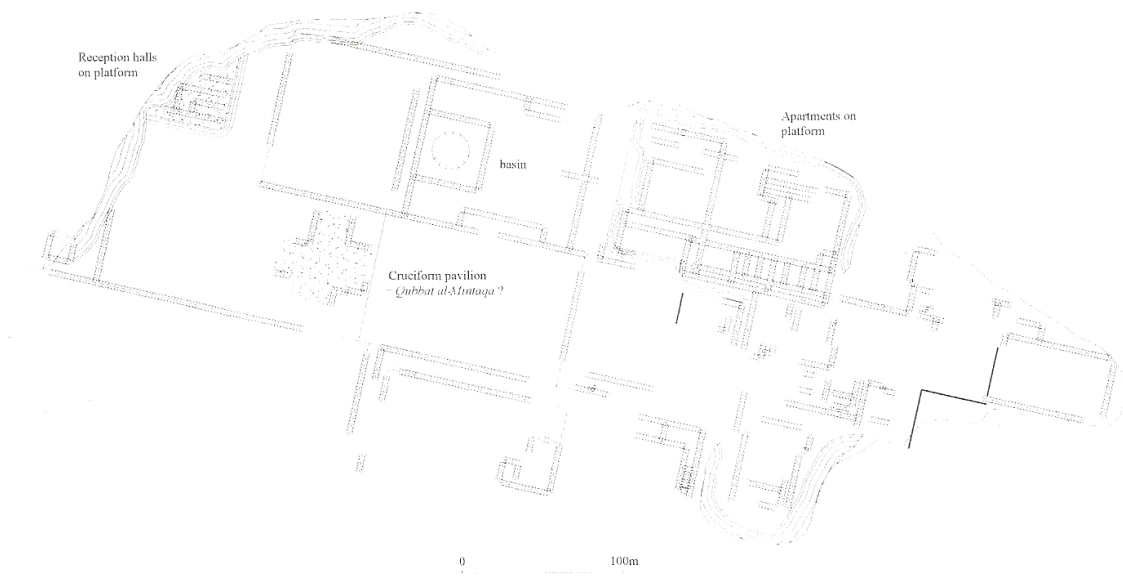 Reception halls
on platform
Apartments on
platform
basin
Cruciform pavilion
– Qubbat al-Mintaqa ?
0 100m